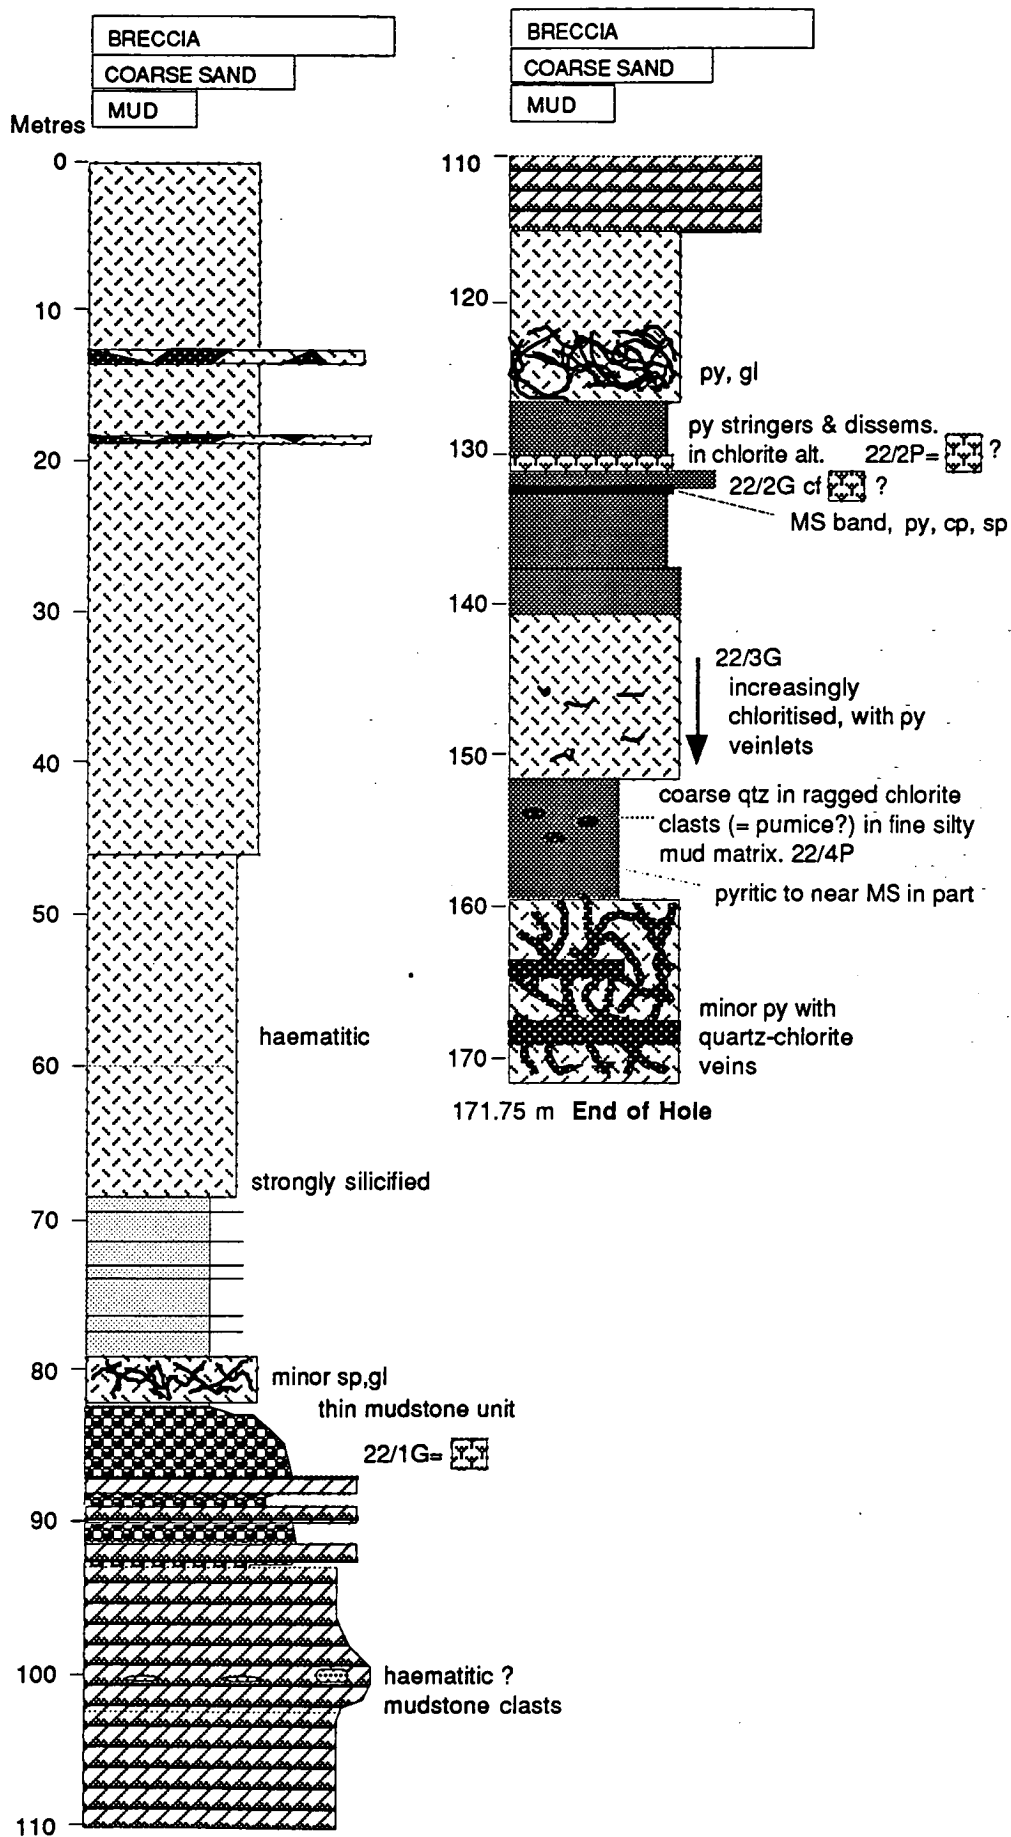 BRECCIA
COARSE SAND
MUD
Metres
0
10
20
30
40
50
haematitic
60
strongly silicified
70
80
minor sp,gl
thin mudstone unit
22/1G=
90
100
haematitic ?
mudstone clasts
110
BRECCIA
COARSE SAND
MUD
110
120
py, gl
py stringers & dissems.
130
in chlorite alt. 22/2P= ?
22/2G cf ?
MS band, py, cp, sp
140
22/3G
increasingly
chloritised, with py
veinlets
150
coarse qtz in ragged chlorite
clasts (= pumice?) in fine silty
mud matrix. 22/4P
pyritic to near MS in part
160
minor py with
quartz-chlorite
veins
170
171.75 m End of Hole